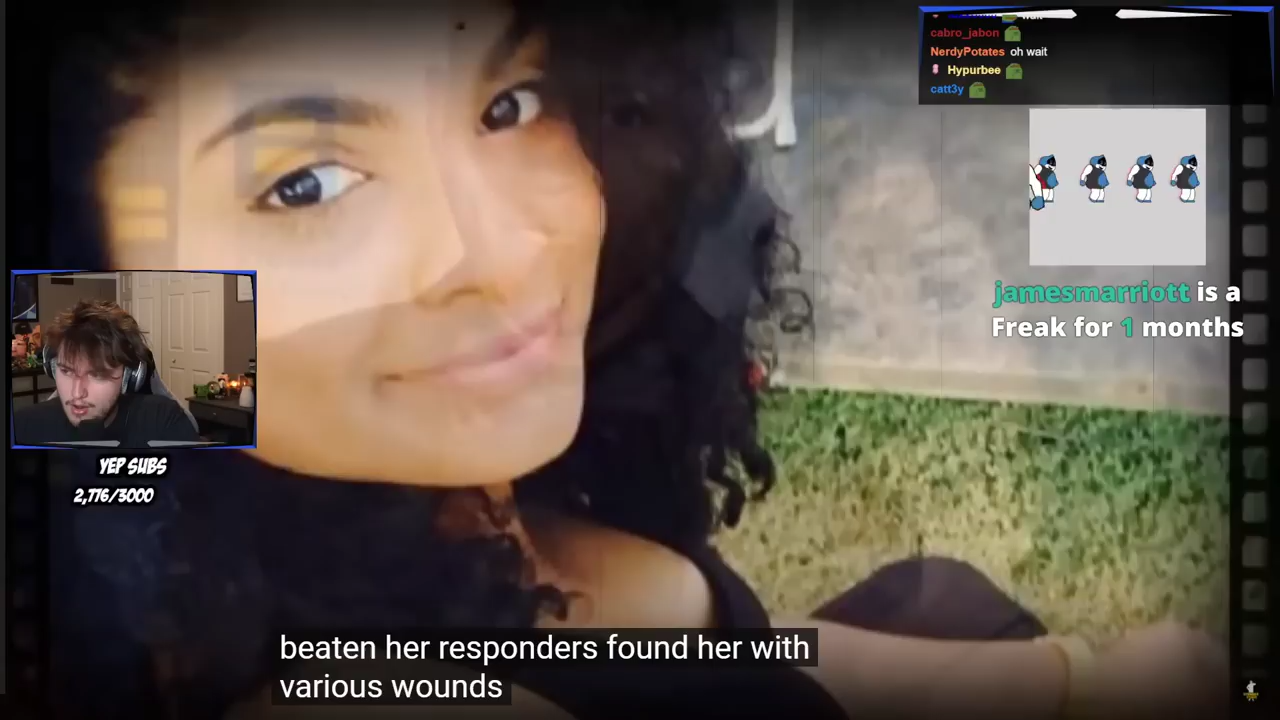 cabro_jabon
NerdyPotates oh wait
Hypurbee
catt3y
jamesmarriott is a
Freak for 1 months
YEP SUBS
2,776/3000
beaten her responders found her with
various wounds